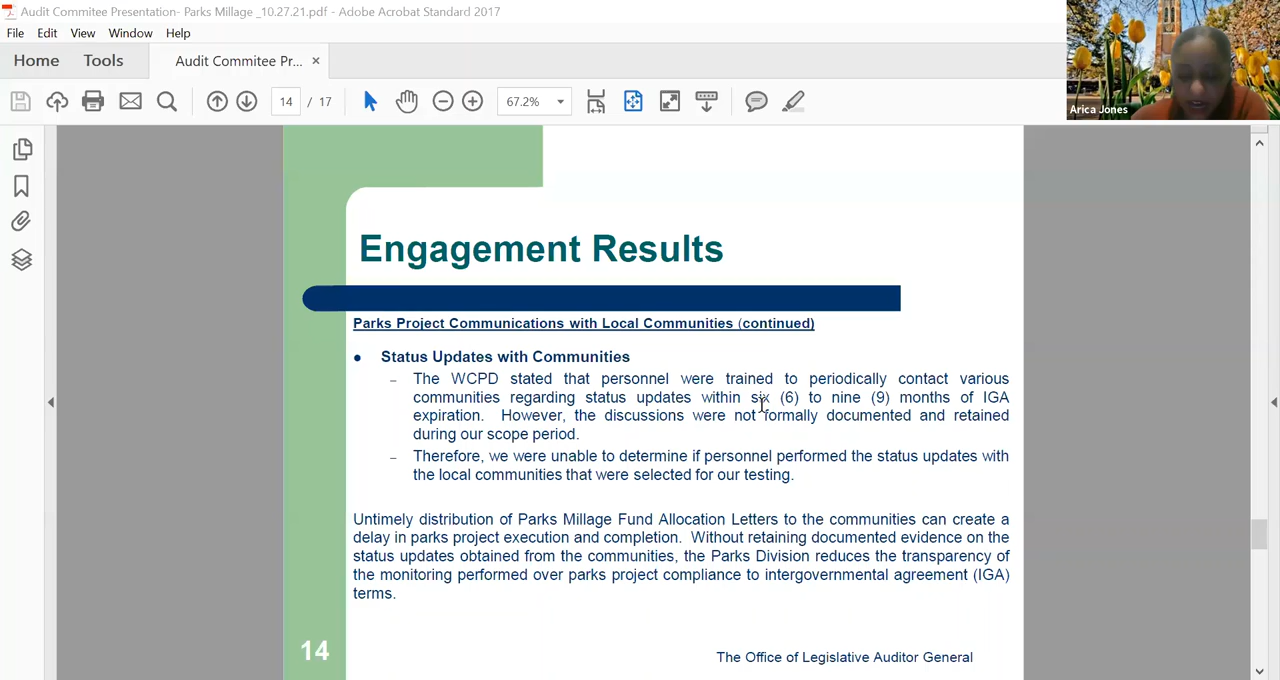 Audit Commitee Presentation- Parks Millage _10.27.21.pdf - Adobe Acrobat Standard 2017
File Edit View Window Help
Home Tools Audit Commitee Pr... ×
14 / 17 67.2%
Arica Jones
Engagement Results
Parks Project Communications with Local Communities (continued)
• Status Updates with Communities
– The WCPD stated that personnel were trained to periodically contact various
communities regarding status updates within six (6) to nine (9) months of IGA
expiration. However, the discussions were not formally documented and retained
during our scope period.
– Therefore, we were unable to determine if personnel performed the status updates with
the local communities that were selected for our testing.
Untimely distribution of Parks Millage Fund Allocation Letters to the communities can create a
delay in parks project execution and completion. Without retaining documented evidence on the
status updates obtained from the communities, the Parks Division reduces the transparency of
the monitoring performed over parks project compliance to intergovernmental agreement (IGA)
terms.
14
The Office of Legislative Auditor General